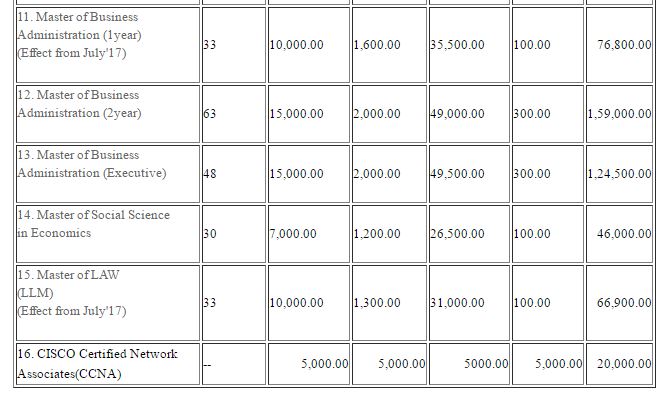 11. Master of Business
Administration (1year)
(Effect from July'17)
33 10,000.00 1,600.00 35,500.00 100.00 76,800.00
12. Master of Business
Administration (2year)
63 15,000.00 2,000.00 49,000.00 300.00 1,59,000.00
13. Master of Business
Administration (Executive)
48 15,000.00 2,000.00 49,500.00 300.00 1,24,500.00
14. Master of Social Science
in Economics
30 7,000.00 1,200.00 26,500.00 100.00 46,000.00
15. Master of LAW
(LLM)
(Effect from July'17)
33 10,000.00 1,300.00 31,000.00 100.00 66,900.00
16. CISCO Certified Network
Associates(CCNA)
-- 5,000.00 5,000.00 5000.00 5,000.00 20,000.00